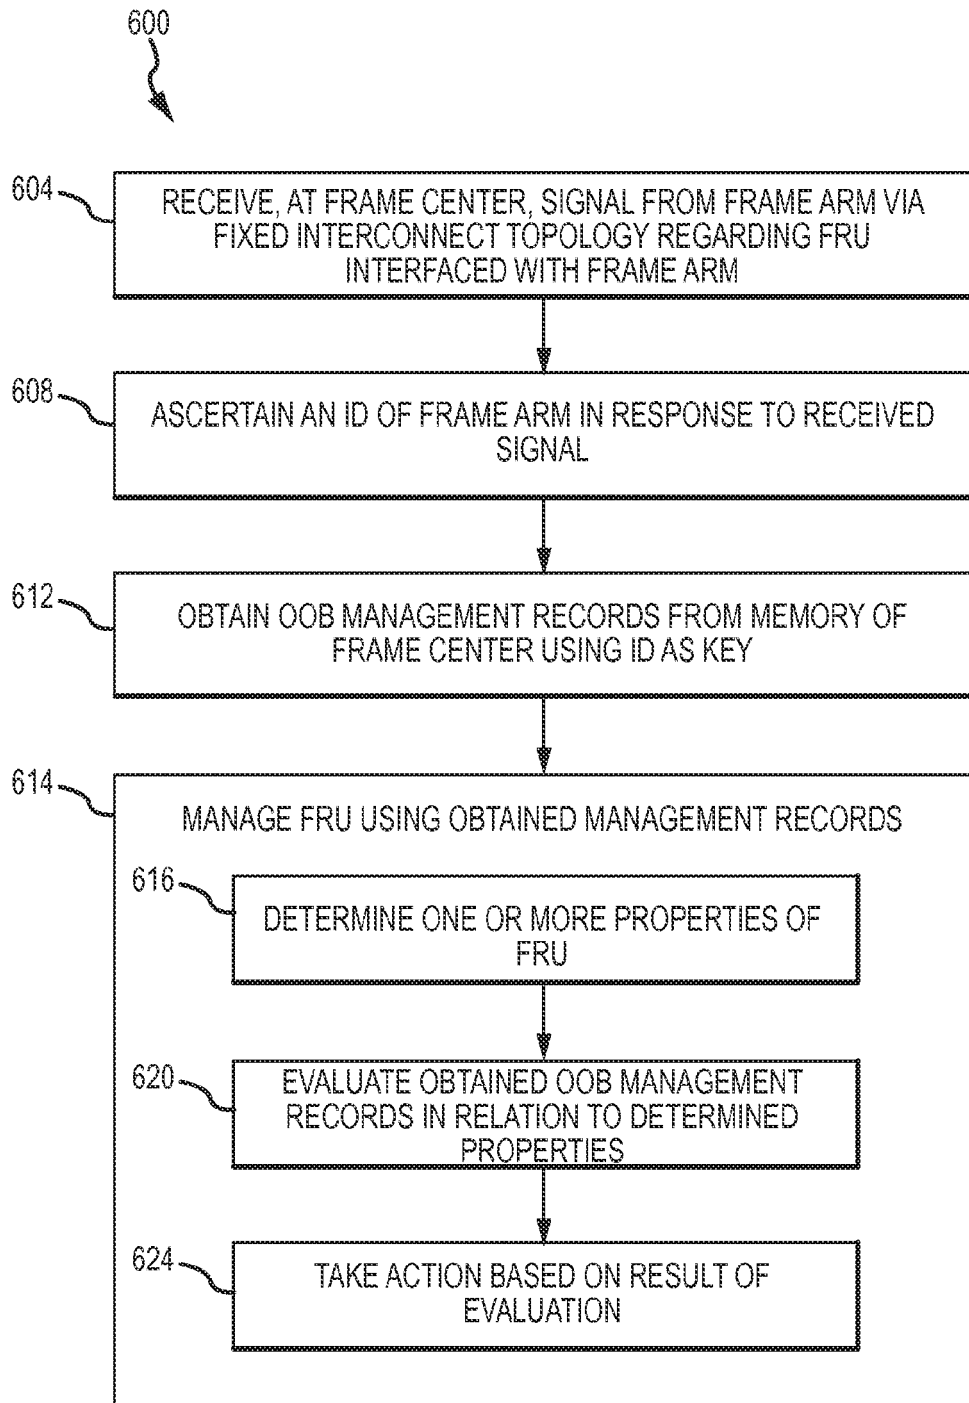 600
604
RECEIVE, AT FRAME CENTER, SIGNAL FROM FRAME ARM VIA
FIXED INTERCONNECT TOPOLOGY REGARDING FRU
INTERFACED WITH FRAME ARM
608
ASCERTAIN AN ID OF FRAME ARM IN RESPONSE TO RECEIVED
SIGNAL
612
OBTAIN OOB MANAGEMENT RECORDS FROM MEMORY OF
FRAME CENTER USING ID AS KEY
614
MANAGE FRU USING OBTAINED MANAGEMENT RECORDS
616
DETERMINE ONE OR MORE PROPERTIES OF
FRU
620
EVALUATE OBTAINED OOB MANAGEMENT
RECORDS IN RELATION TO DETERMINED
PROPERTIES
624
TAKE ACTION BASED ON RESULT OF
EVALUATION